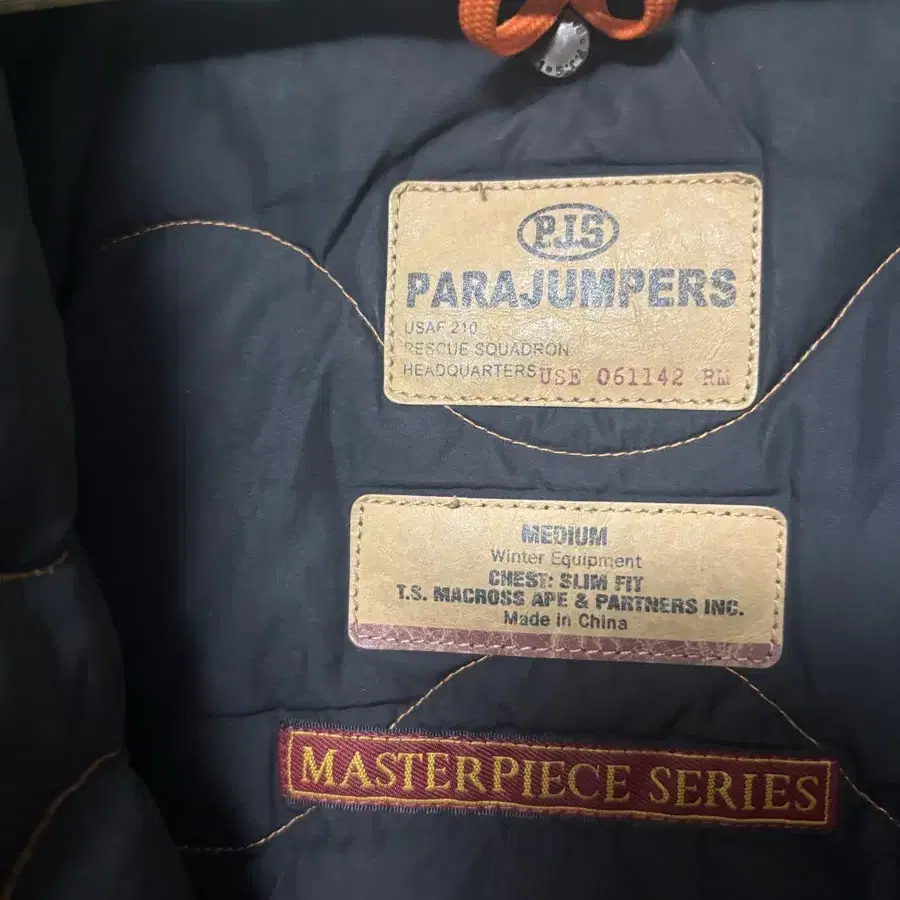 P.J.S
PARAJUMPERS
USAF 210
RESCUE SQUADRON
HEADQUARTERS USE 061142 RM
MEDIUM
Winter Equipment
CHEST: SLIM FIT
T.S. MACROSS APE & PARTNERS INC.
Made in China
MASTERPIECE SERIES